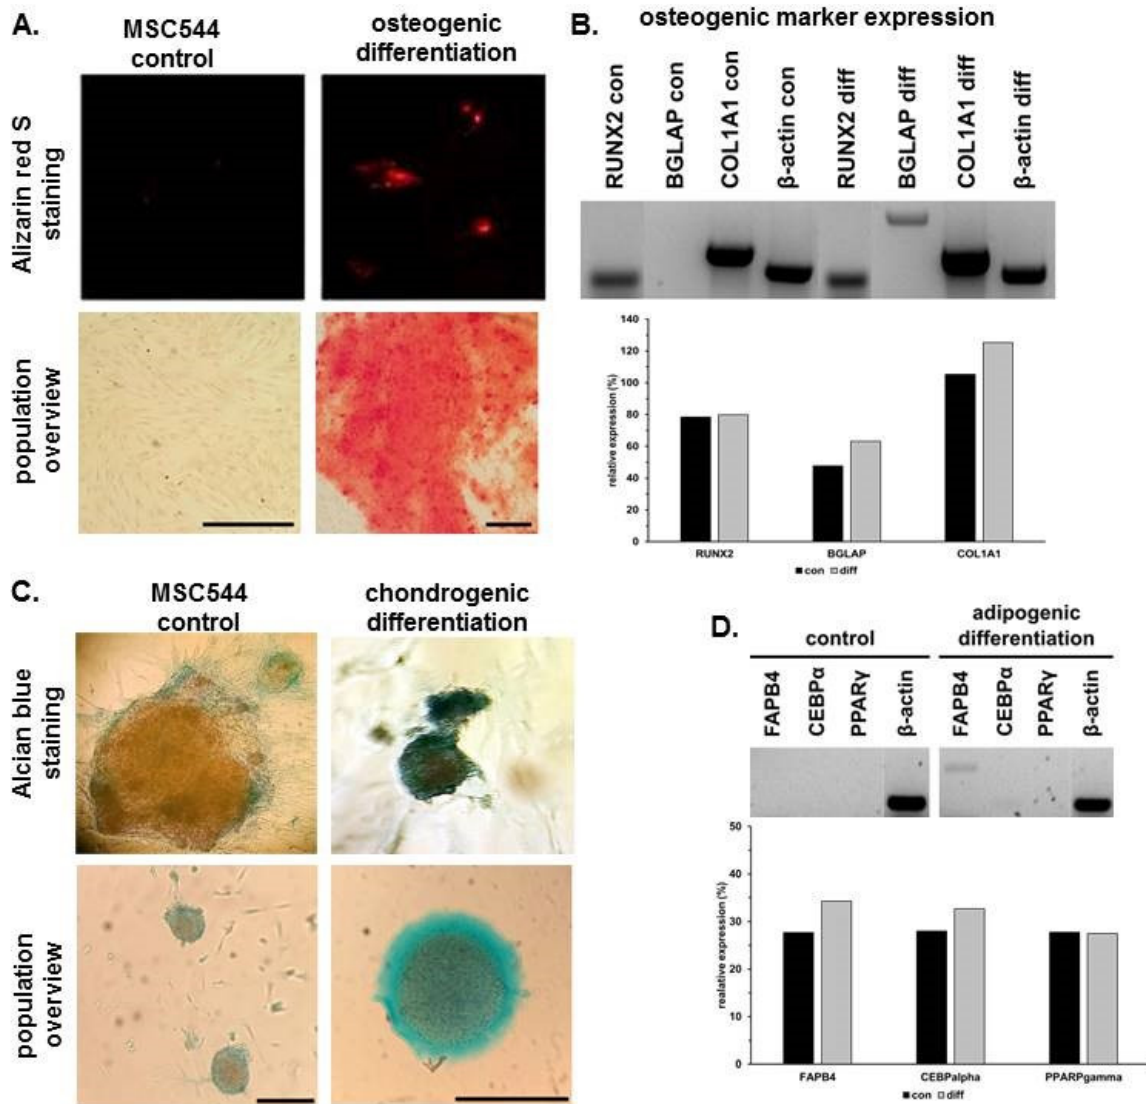 A.
MSC544
control
osteogenic
differentiation
Alizarin red S
staining
population
overview
B.
osteogenic marker expression
RUNX2 con
BGLAP con
COL1A1 con
β-actin con
RUNX2 diff
BGLAP diff
COL1A1 diff
β-actin diff
relative expression (%)
140
120
100
80
60
40
20
0
RUNX2
BGLAP
COL1A1
con diff
C.
MSC544
control
chondrogenic
differentiation
Alcian blue
staining
population
overview
D.
control
adipogenic
differentiation
FAPB4
CEBPα
PPARγ
β-actin
FAPB4
CEBPα
PPARγ
β-actin
realative expression (%)
50
40
30
20
10
0
FAPB4
CEBPalpha
PPARPgamma
con diff